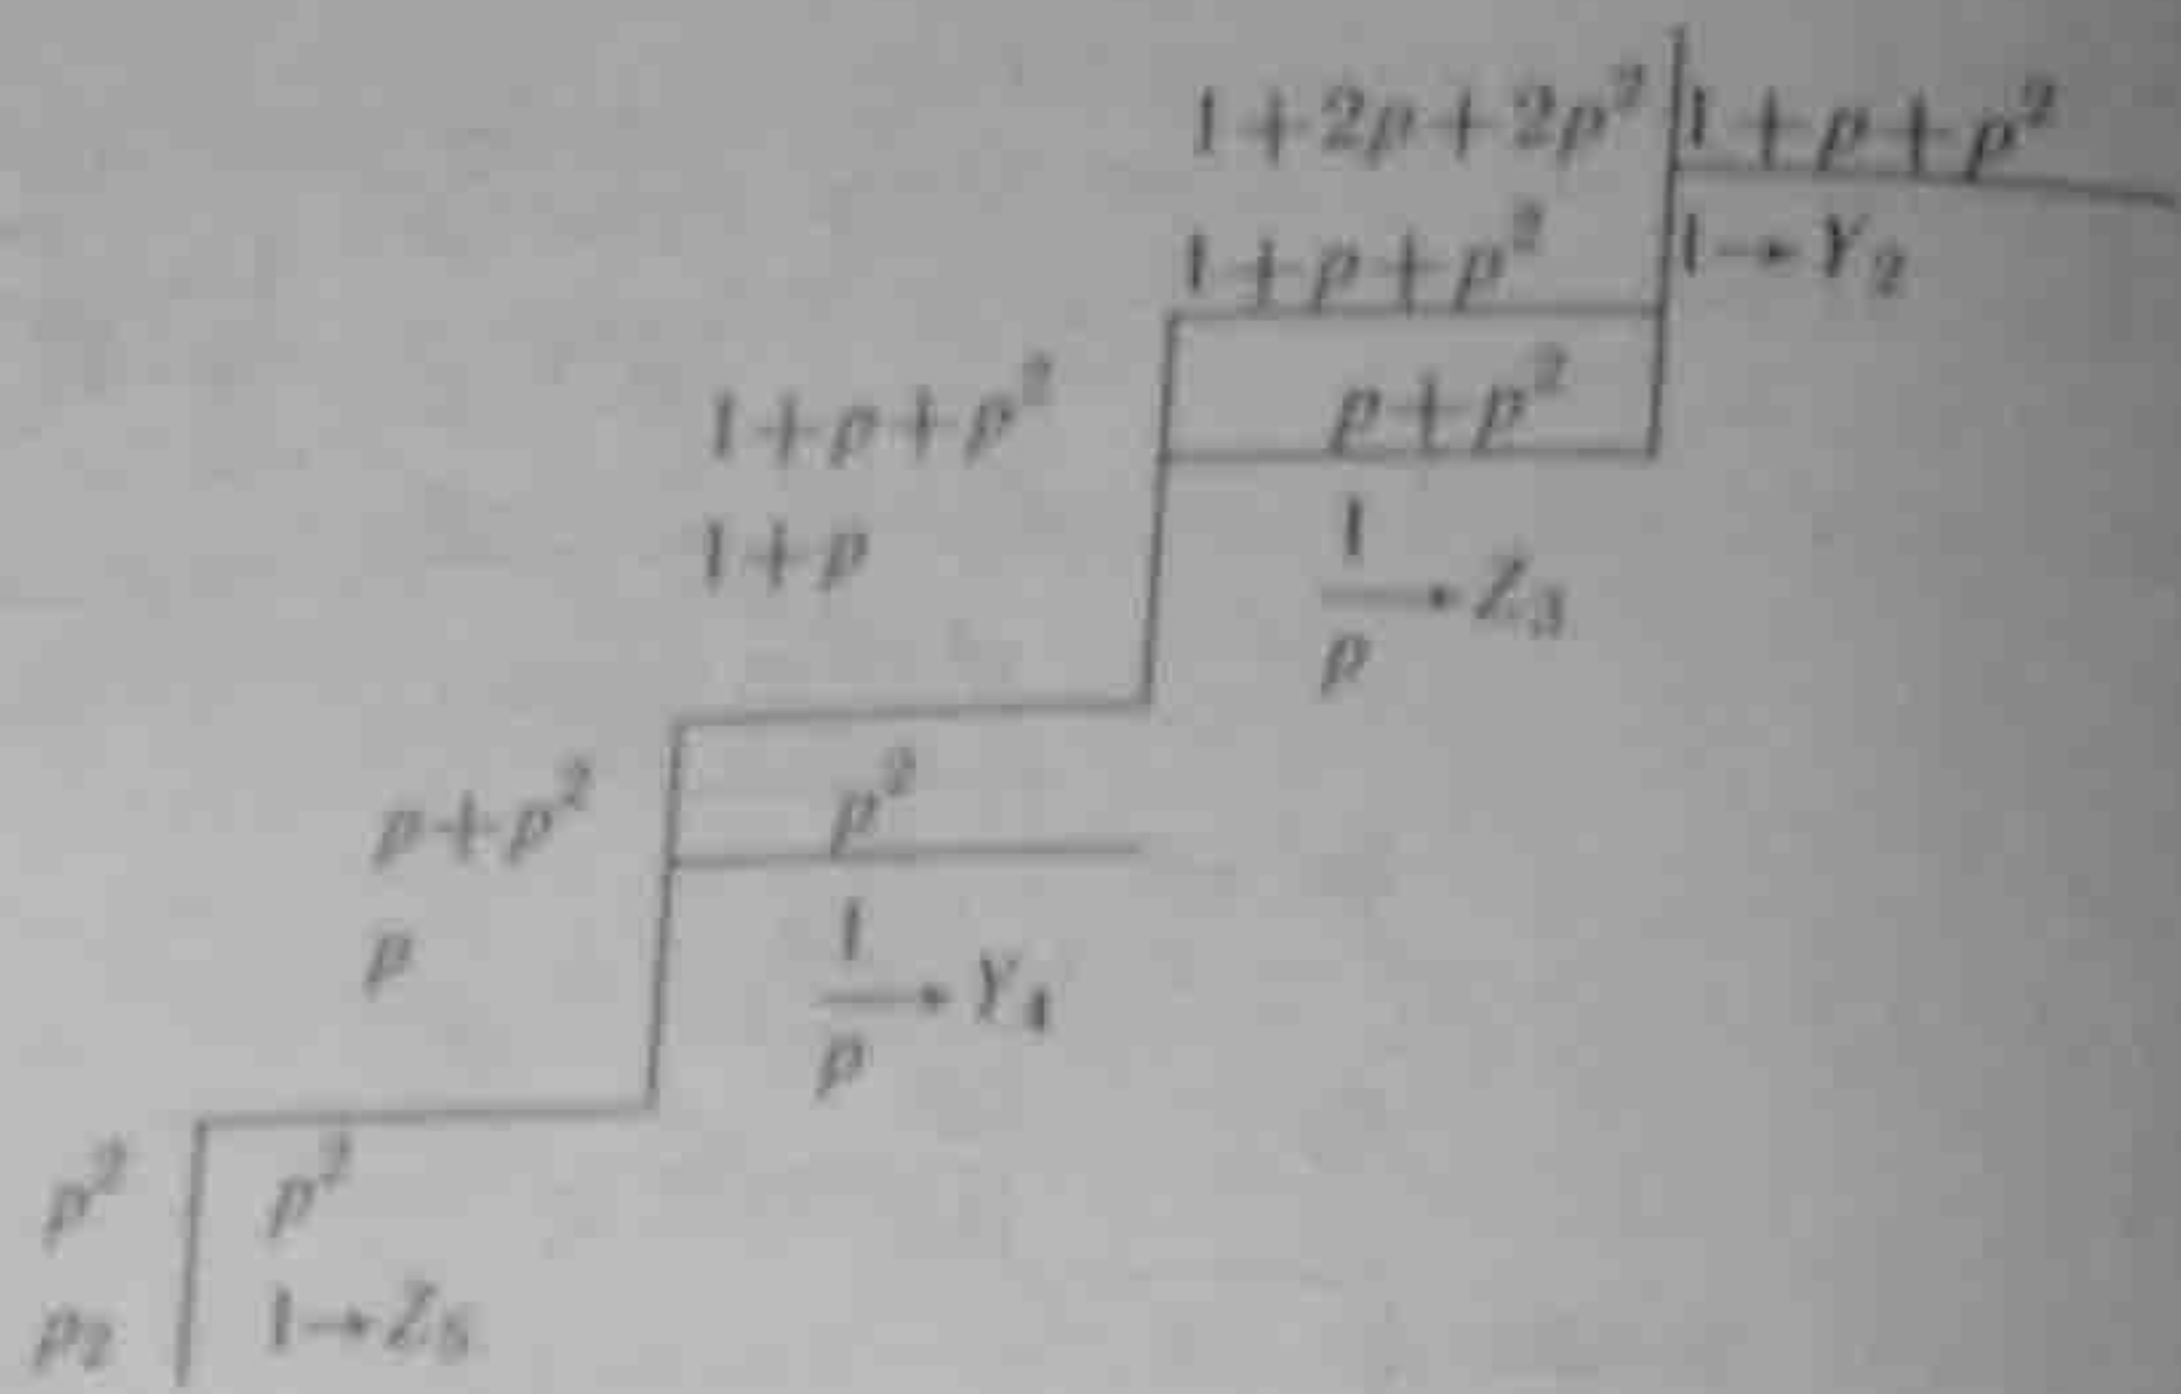 1+2p+2p² 1+p+p²
1+p+p² 1→Y₂
1+p+p² p+p²
1+p 1/p→Z₃
p+p² p²
p 1/p→Y₄
p² p²
p₂ 1→Z₅